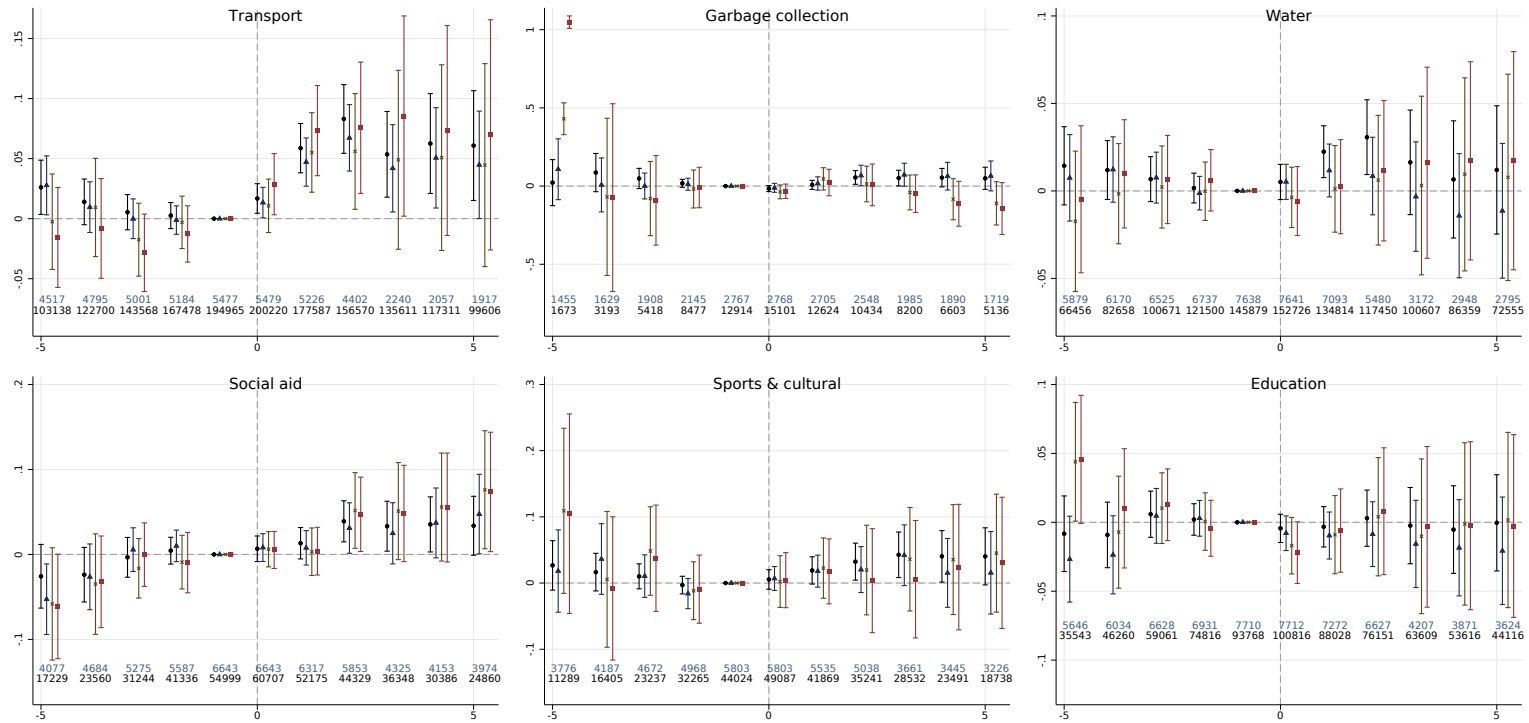 Transport
Garbage collection
Water
.15
.1
.05
0
-.05
4517 4795 5001 5184 5477 5479 5226 4402 2240 2057 1917
103138 122700 143568 167478 194965 200220 177587 156570 135611 117311 99606
-5 0 5
1
.5
0
-.5
1455 1629 1908 2145 2767 2768 2705 2548 1985 1890 1719
1673 3193 5418 8477 12914 15101 12624 10434 8200 6603 5136
-5 0 5
.1
.05
0
-.05
5879 6170 6525 6737 7638 7641 7093 5480 3172 2948 2795
66456 82658 100671 121500 145879 152726 134814 117450 100607 86359 72555
-5 0 5
Social aid
Sports & cultural
Education
.2
.1
0
-.1
4077 4684 5275 5587 6643 6643 6317 5853 4325 4153 3974
17229 23560 31244 41336 54999 60707 52175 44329 36348 30386 24860
-5 0 5
.3
.2
.1
0
-.1
3776 4187 4672 4968 5803 5803 5535 5038 3661 3445 3226
11289 16405 23237 32265 44024 49087 41869 35241 28532 23491 18738
-5 0 5
.1
.05
0
-.05
-.1
5646 6034 6628 6931 7710 7712 7272 6627 4207 3871 3624
35543 46260 59061 74816 93768 100816 88028 76151 63609 53616 44116
-5 0 5